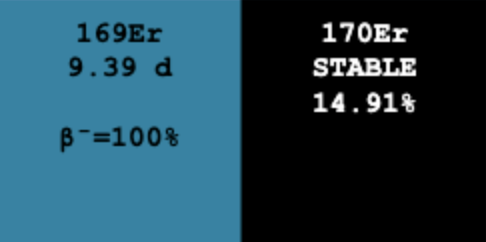 169Er
9.39 d
β⁻=100%
170Er
STABLE
14.91%